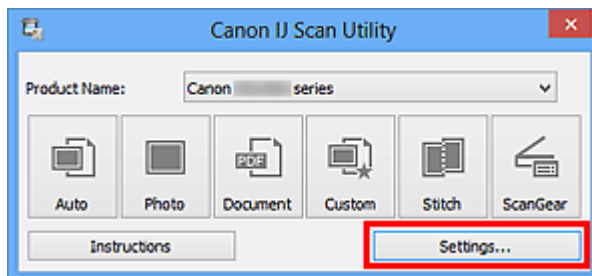 Canon IJ Scan Utility
Product Name: Canon series
PDF
Auto Photo Document Custom Stitch ScanGear
Instructions Settings...